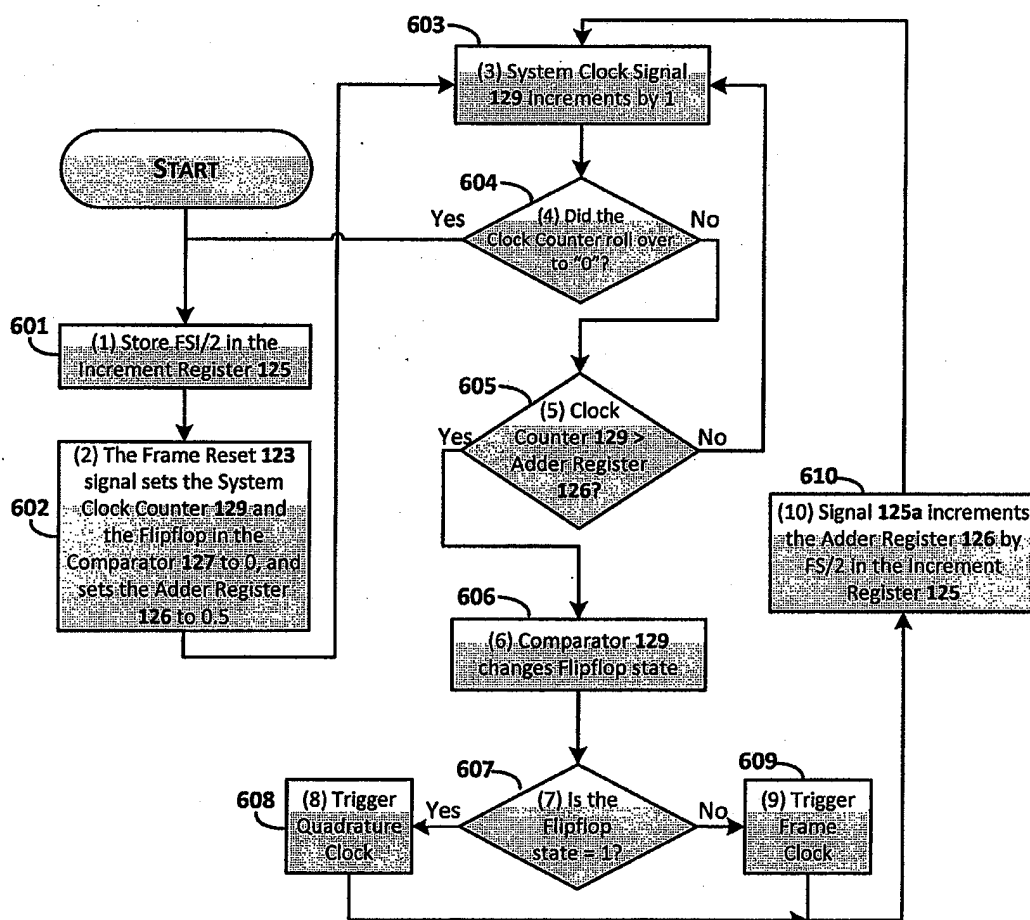 603
(3) System Clock Signal
129 Increments by 1
START
604
Yes
(4) Did the
Clock Counter roll over
to "0"?
No
601
(1) Store FSI/2 in the
Increment Register 125
605
Yes
(5) Clock
Counter 129 >
Adder Register
126?
No
602
(2) The Frame Reset 123
signal sets the System
Clock Counter 129 and
the Flipflop in the
Comparator 127 to 0, and
sets the Adder Register
126 to 0.5
610
(10) Signal 125a increments
the Adder Register 126 by
FS/2 in the Increment
Register 125
606
(6) Comparator 129
changes Flipflop state
607
608
(8) Trigger
Quadrature
Clock
Yes
(7) Is the
Flipflop
state = 1?
No
609
(9) Trigger
Frame
Clock